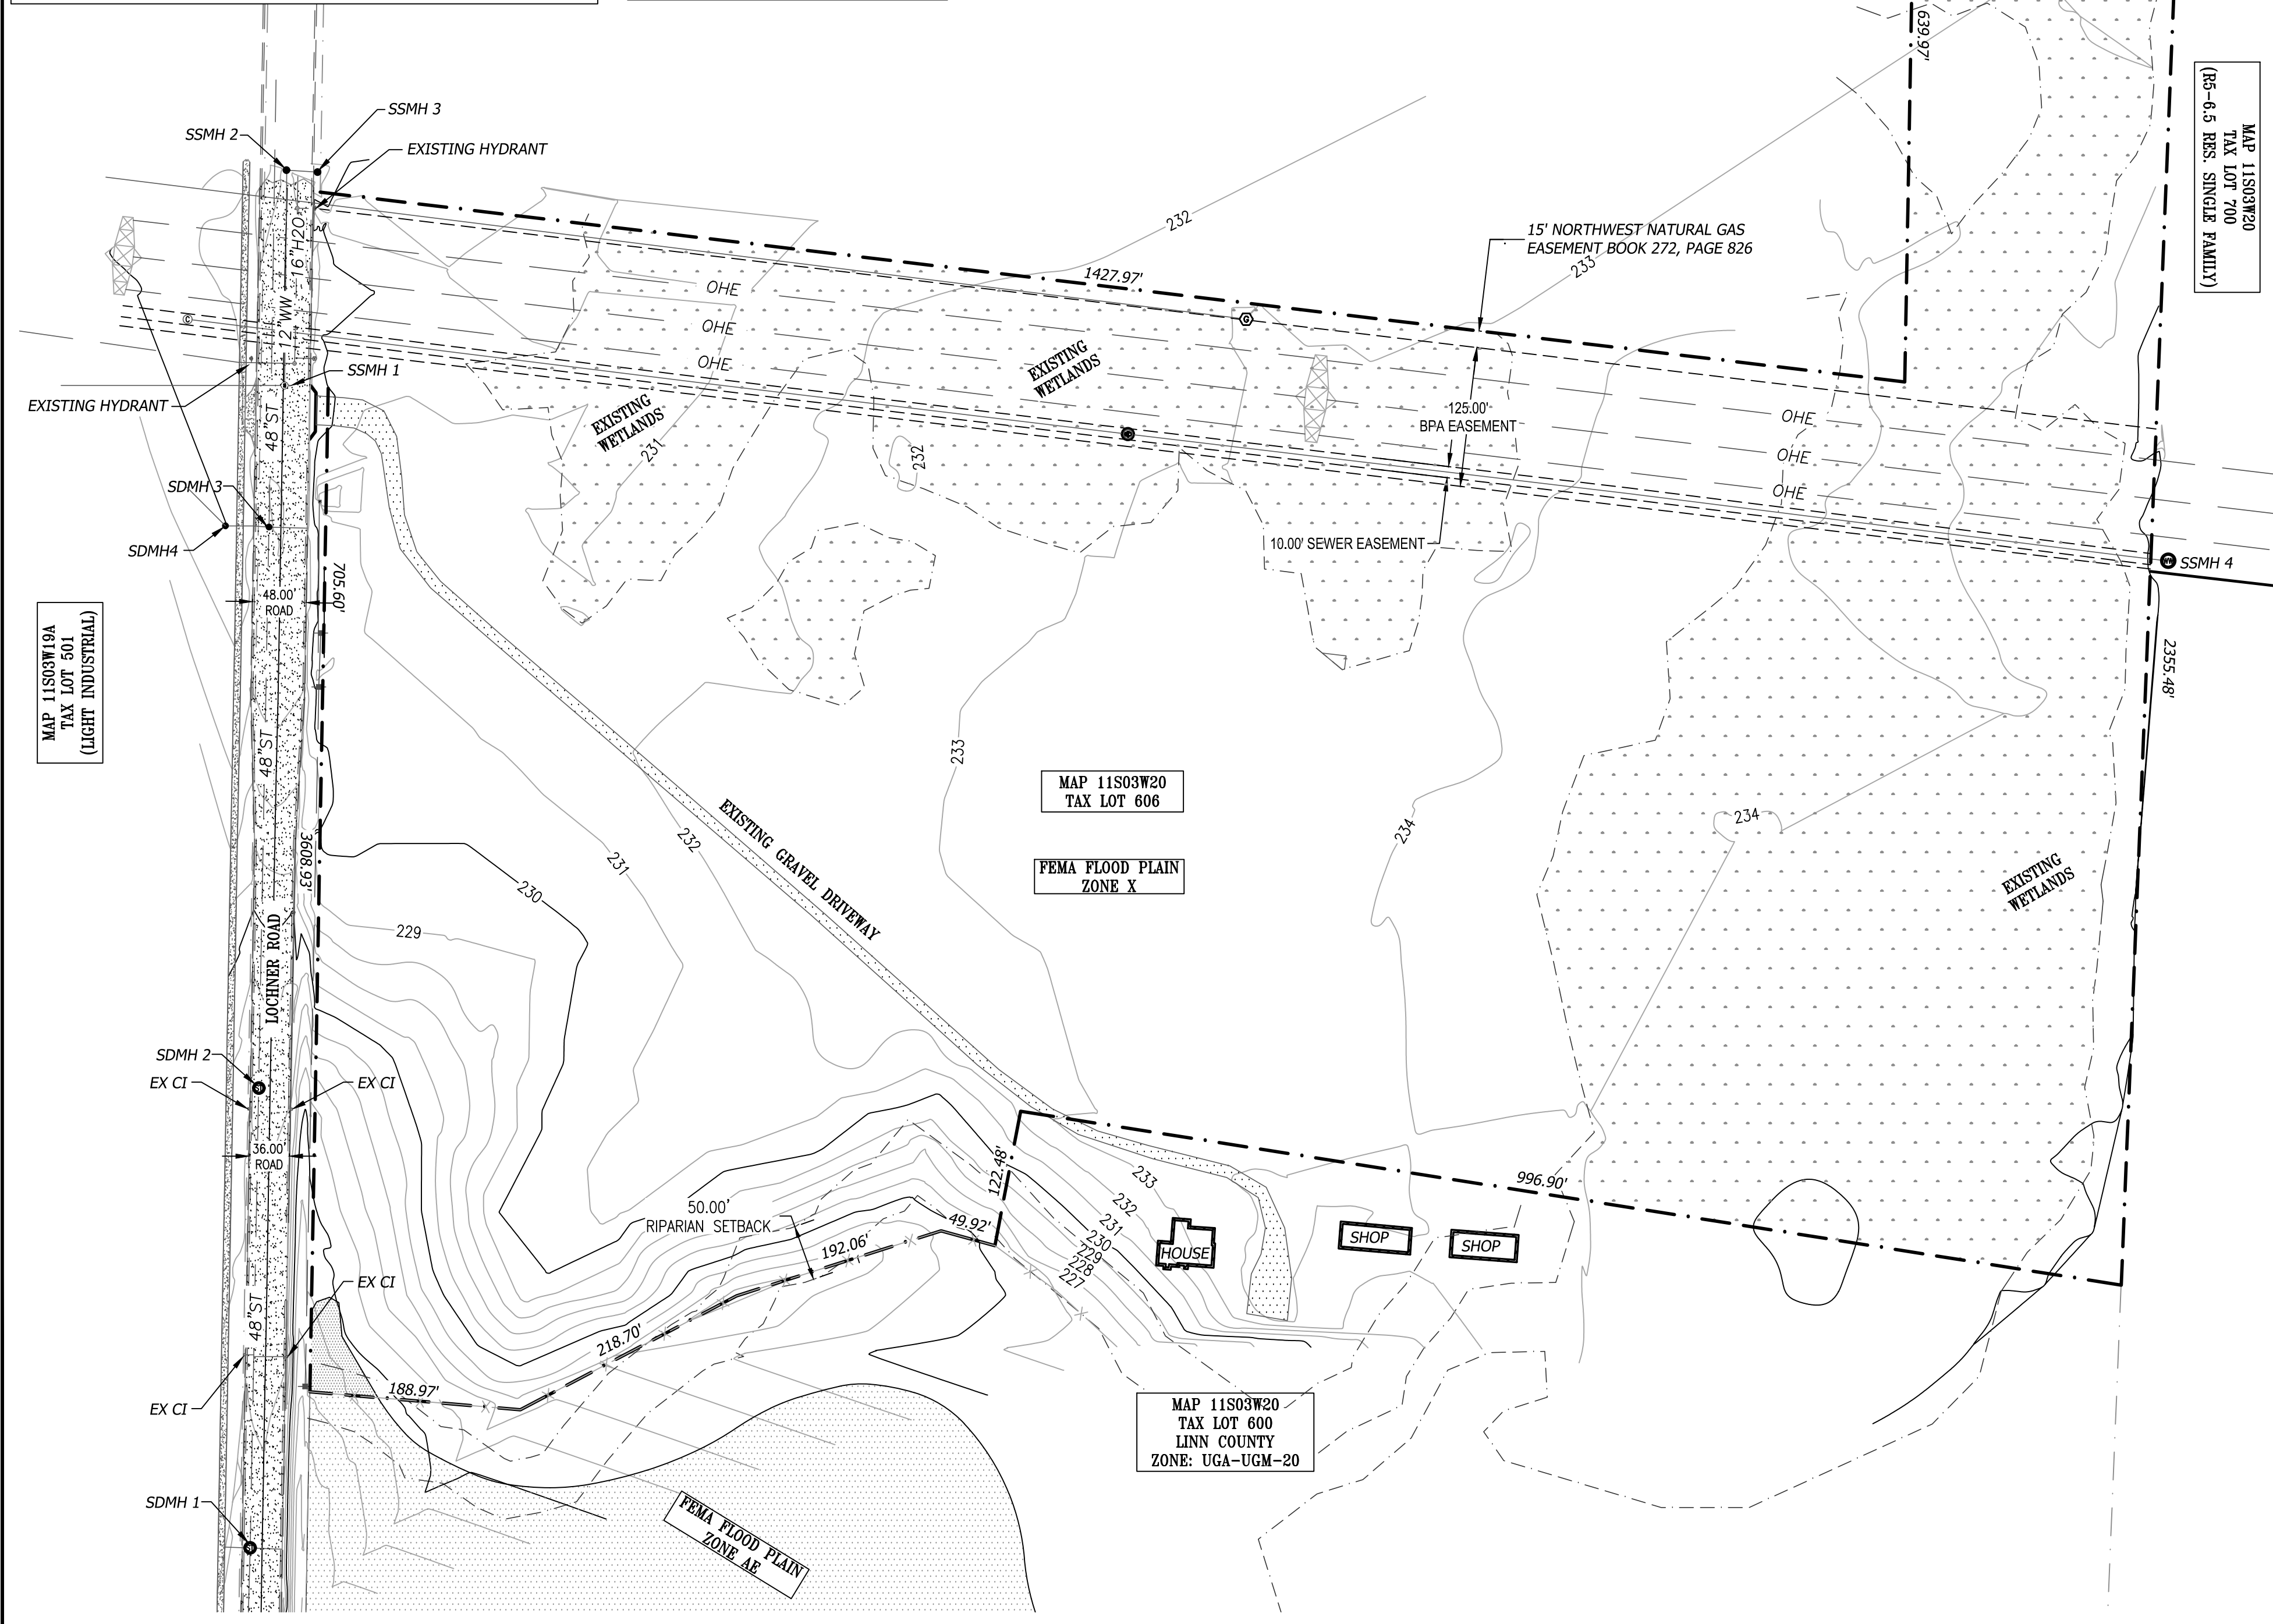 639.97'
MAP 11S03W20
TAX LOT 700
(R5-6.5 RES. SINGLE FAMILY)
SSMH 3
SSMH 2
EXISTING HYDRANT
232
15' NORTHWEST NATURAL GAS
EASEMENT BOOK 272, PAGE 826
233
16"H2O
12"WW
1427.97'
OHE
OHE
OHE
G
C
SSMH 1
EXISTING HYDRANT
48"ST
EXISTING
WETLANDS
EXISTING
WETLANDS
231
232
125.00'
BPA EASEMENT
OHE
OHE
OHE
SDMH 3
SDMH4
10.00' SEWER EASEMENT
SSMH 4
705.60'
48.00'
ROAD
MAP 11S03W19A
TAX LOT 501
(LIGHT INDUSTRIAL)
2355.48'
48"ST
233
MAP 11S03W20
TAX LOT 606
EXISTING GRAVEL DRIVEWAY
232
231
230
234
234
3608.93'
FEMA FLOOD PLAIN
ZONE X
EXISTING
WETLANDS
229
LOCHNER ROAD
SDMH 2
EX CI
EX CI
36.00'
ROAD
122.48'
233
232
231
230
229
228
227
996.90'
50.00'
RIPARIAN SETBACK
49.92'
192.06'
HOUSE
SHOP
SHOP
EX CI
48"ST
218.70'
188.97'
EX CI
MAP 11S03W20
TAX LOT 600
LINN COUNTY
ZONE: UGA-UGM-20
SDMH 1
FEMA FLOOD PLAIN
ZONE AE